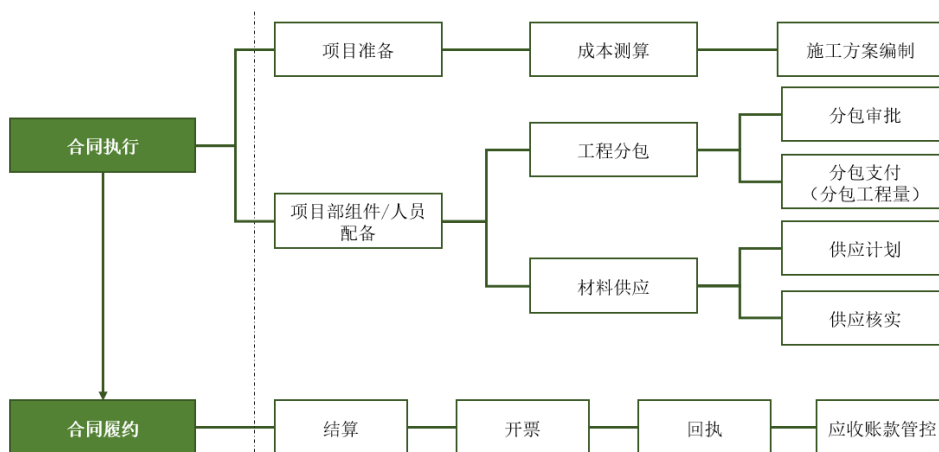 项目准备
成本测算
施工方案编制
合同执行
分包审批
工程分包
分包支付
（分包工程量）
项目部组件/人员
配备
供应计划
材料供应
供应核实
合同履约
结算
开票
回执
应收账款管控